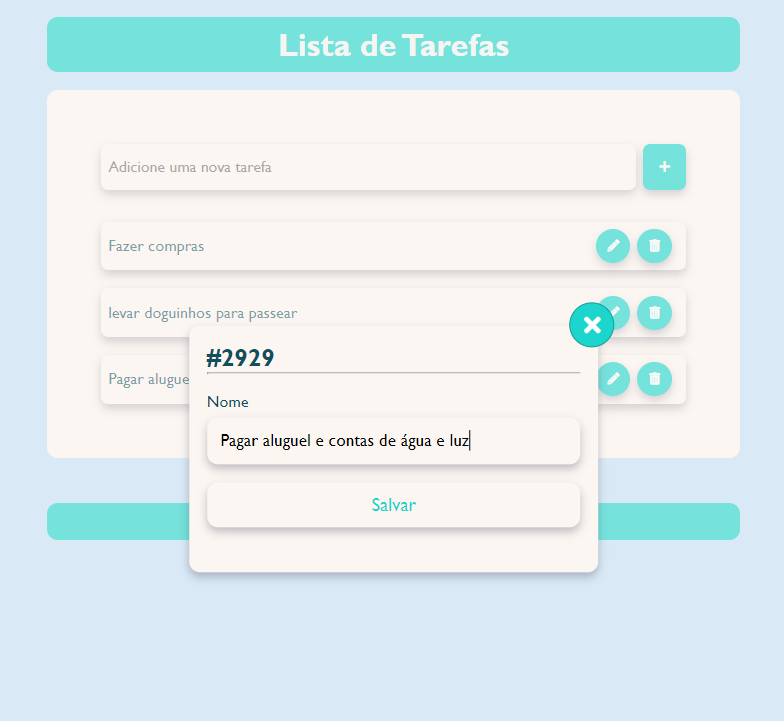 Lista de Tarefas
Adicione uma nova tarefa
+
Fazer compras
levar doguinhos para passear
Pagar alugue
#2929
Nome
Pagar aluguel e contas de água e luz
Salvar